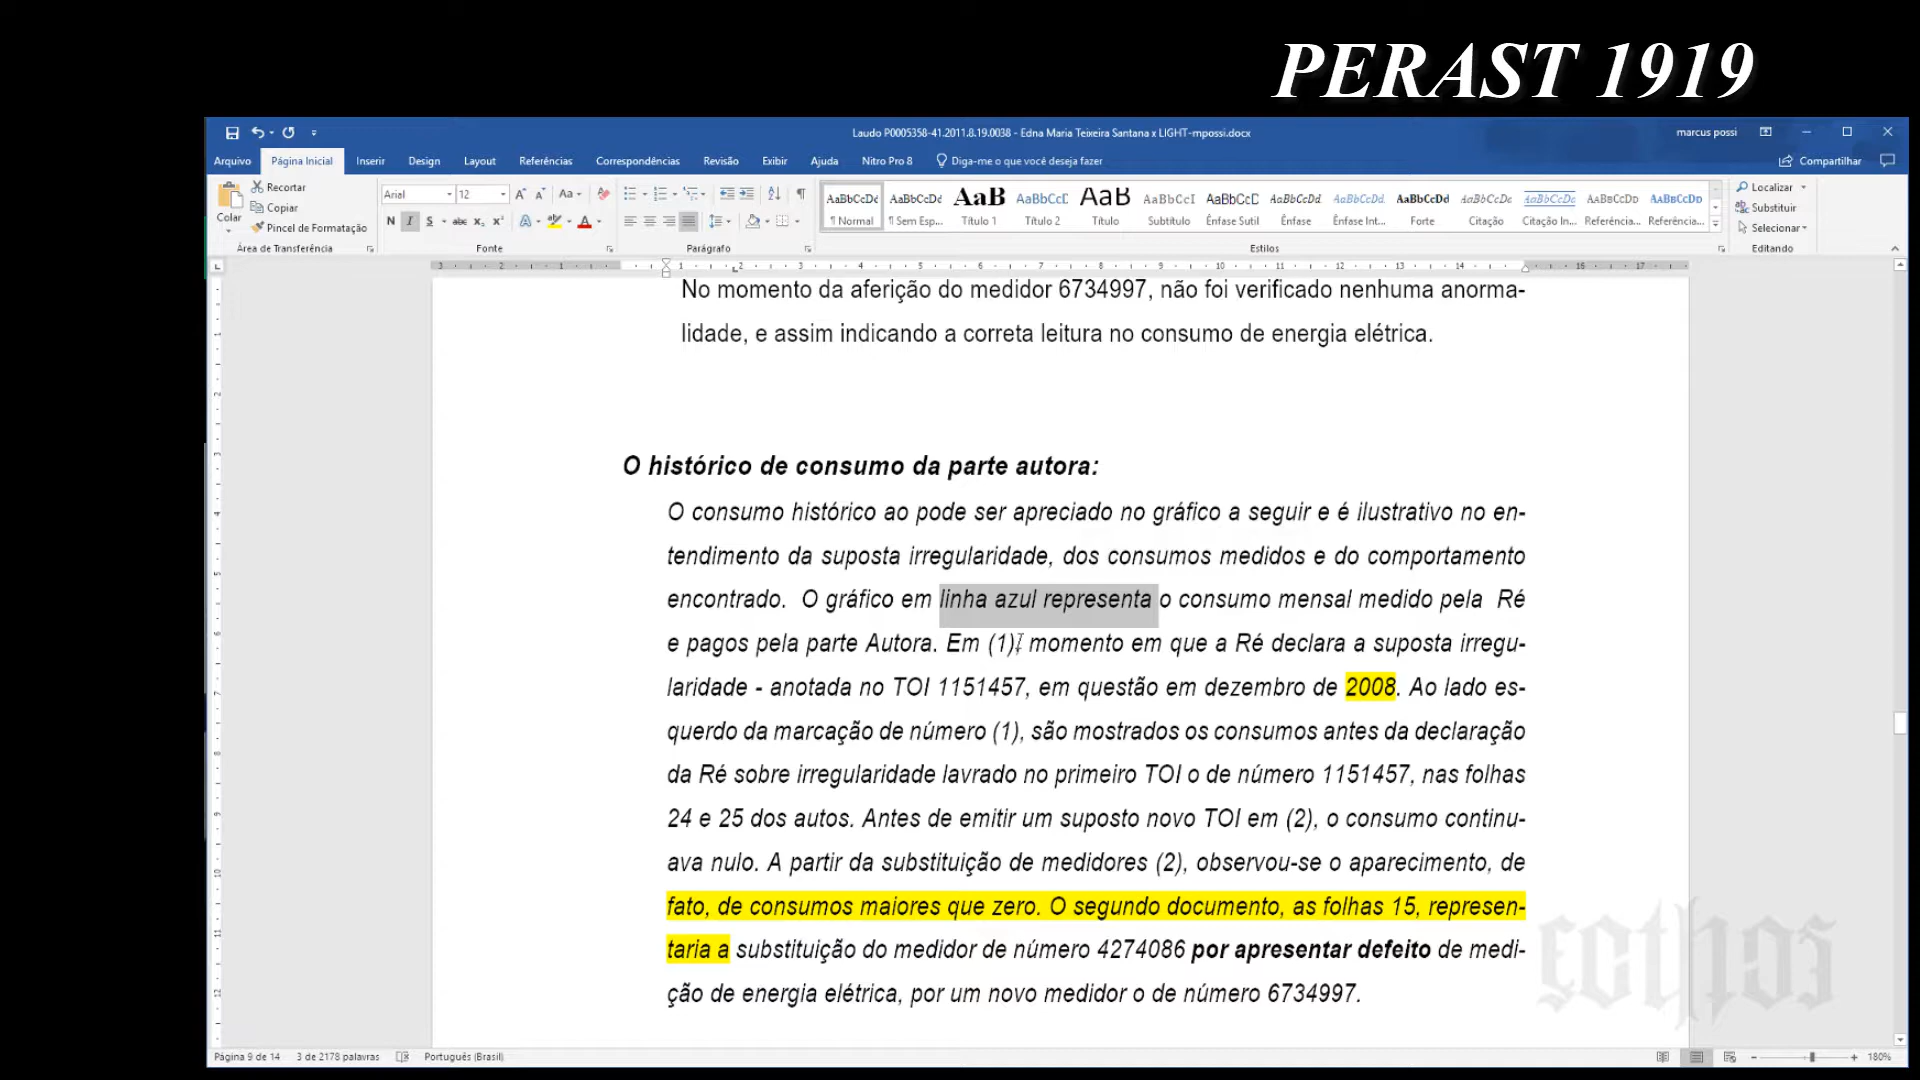 PERAST 1919
Laudo P0005358-41.2011.8.19.0038 - Edna Maria Teixeira Santana x LIGHT-mpossi.docx
marcus possi
Arquivo Página Inicial Inserir Design Layout Referências Correspondências Revisão Exibir Ajuda Nitro Pro 8 Diga-me o que você deseja fazer Compartilhar
Colar
Recortar
Copiar
Pincel de Formatação
Área de Transferência
Arial 12
Fonte
Parágrafo
AaBbCcDc AaBbCcDc AaB AaBbCcC AaB AaBbCcI AaBbCcDc AaBbCcDc AaBbCcDc AaBbCcDc AaBbCcDc AaBbCcDc AaBbCcDc
¶ Normal ¶ Sem Esp... Título 1 Título 2 Título Subtítulo Ênfase Sutil Ênfase Ênfase Int... Forte Citação Citação In... Referência... Referência...
Estilos
Localizar
Substituir
Selecionar
Editando
No momento da aferição do medidor 6734997, não foi verificado nenhuma anorma-
lidade, e assim indicando a correta leitura no consumo de energia elétrica.
O histórico de consumo da parte autora:
O consumo histórico ao pode ser apreciado no gráfico a seguir e é ilustrativo no en-
tendimento da suposta irregularidade, dos consumos medidos e do comportamento
encontrado. O gráfico em linha azul representa o consumo mensal medido pela Ré
e pagos pela parte Autora. Em (1), momento em que a Ré declara a suposta irregu-
laridade - anotada no TOI 1151457, em questão em dezembro de 2008. Ao lado es-
querdo da marcação de número (1), são mostrados os consumos antes da declaração
da Ré sobre irregularidade lavrado no primeiro TOI o de número 1151457, nas folhas
24 e 25 dos autos. Antes de emitir um suposto novo TOI em (2), o consumo continu-
ava nulo. A partir da substituição de medidores (2), observou-se o aparecimento, de
fato, de consumos maiores que zero. O segundo documento, as folhas 15, represen-
taria a substituição do medidor de número 4274086 por apresentar defeito de medi-
ção de energia elétrica, por um novo medidor o de número 6734997.
Página 9 de 14 3 de 2178 palavras Português (Brasil) 180%